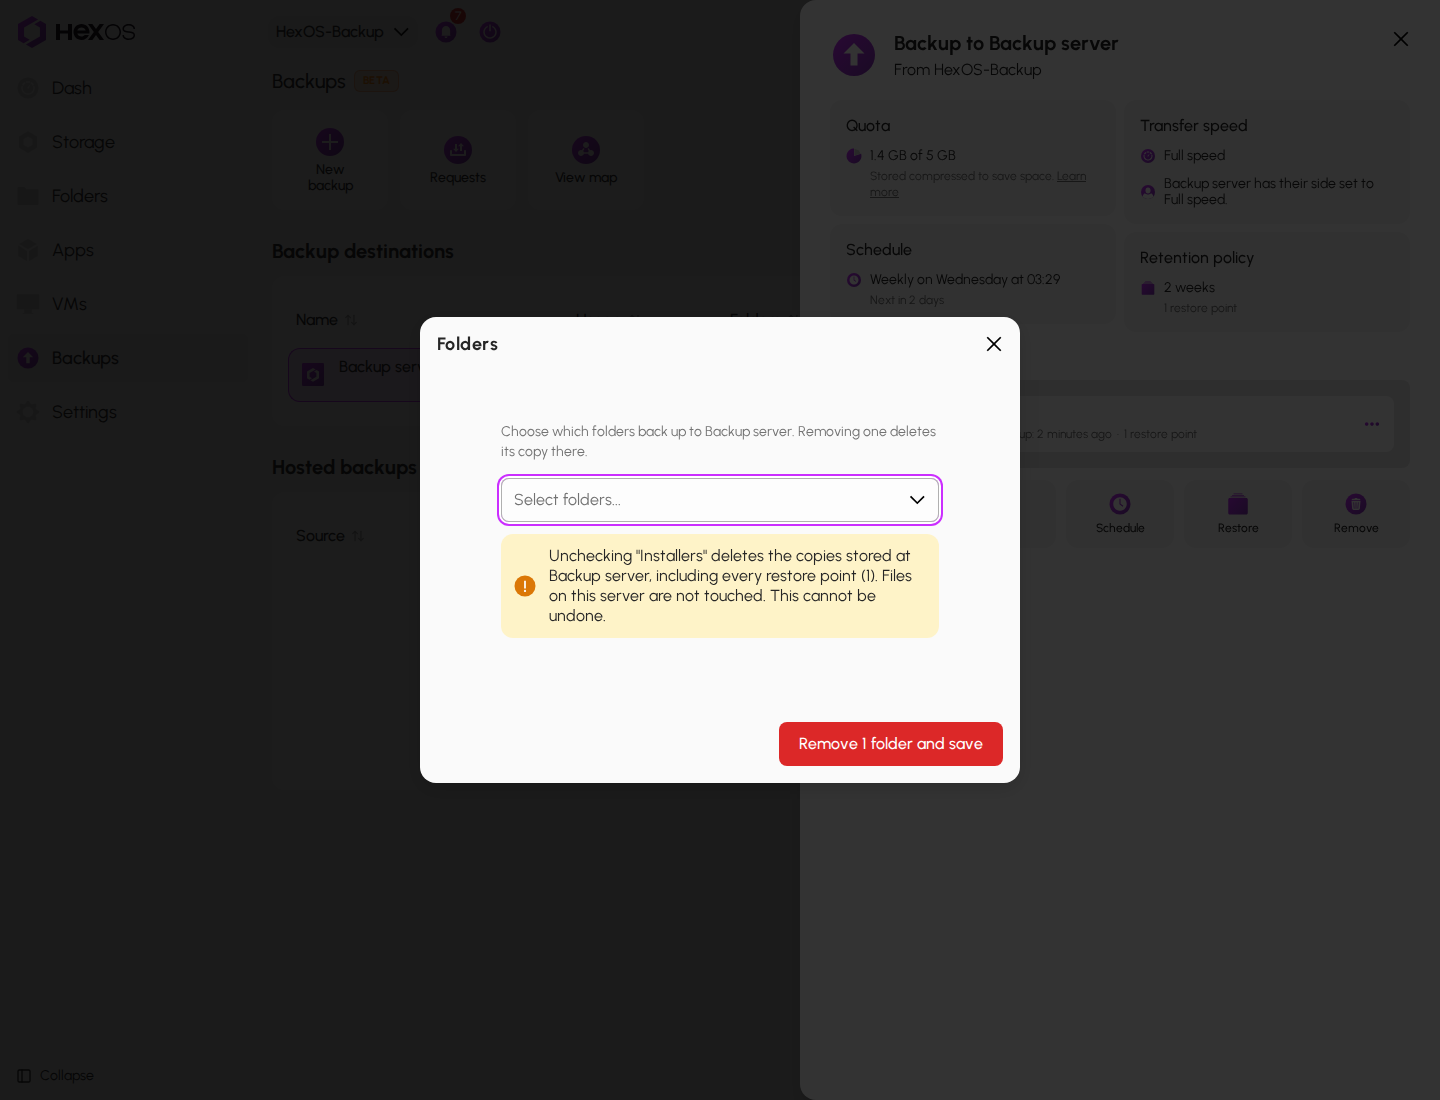 HexOS
HexOS-Backup
7
Dash
Storage
Folders
Apps
VMs
Backups
Settings
Collapse
Backups
BETA
New
backup
Requests
View map
Backup destinations
Name
Backup serv
Hosted backups
Source
Backup to Backup server
From HexOS-Backup
Quota
1.4 GB of 5 GB
Stored compressed to save space. Learn
more
Transfer speed
Full speed
Backup server has their side set to
Full speed.
Schedule
Weekly on Wednesday at 03:29
Next in 2 days
Retention policy
2 weeks
1 restore point
up: 2 minutes ago
1 restore point
Schedule
Restore
Remove
Folders
Choose which folders back up to Backup server. Removing one deletes
its copy there.
Select folders...
Unchecking "Installers" deletes the copies stored at
Backup server, including every restore point (1). Files
on this server are not touched. This cannot be
undone.
Remove 1 folder and save